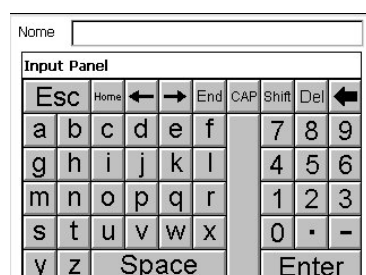 Nome
Input Panel
Esc Home ← → End CAP Shift Del ←
a b c d e f 7 8 9
g h i j k l 4 5 6
m n o p q r 1 2 3
s t u v w x 0 . -
y z Space Enter